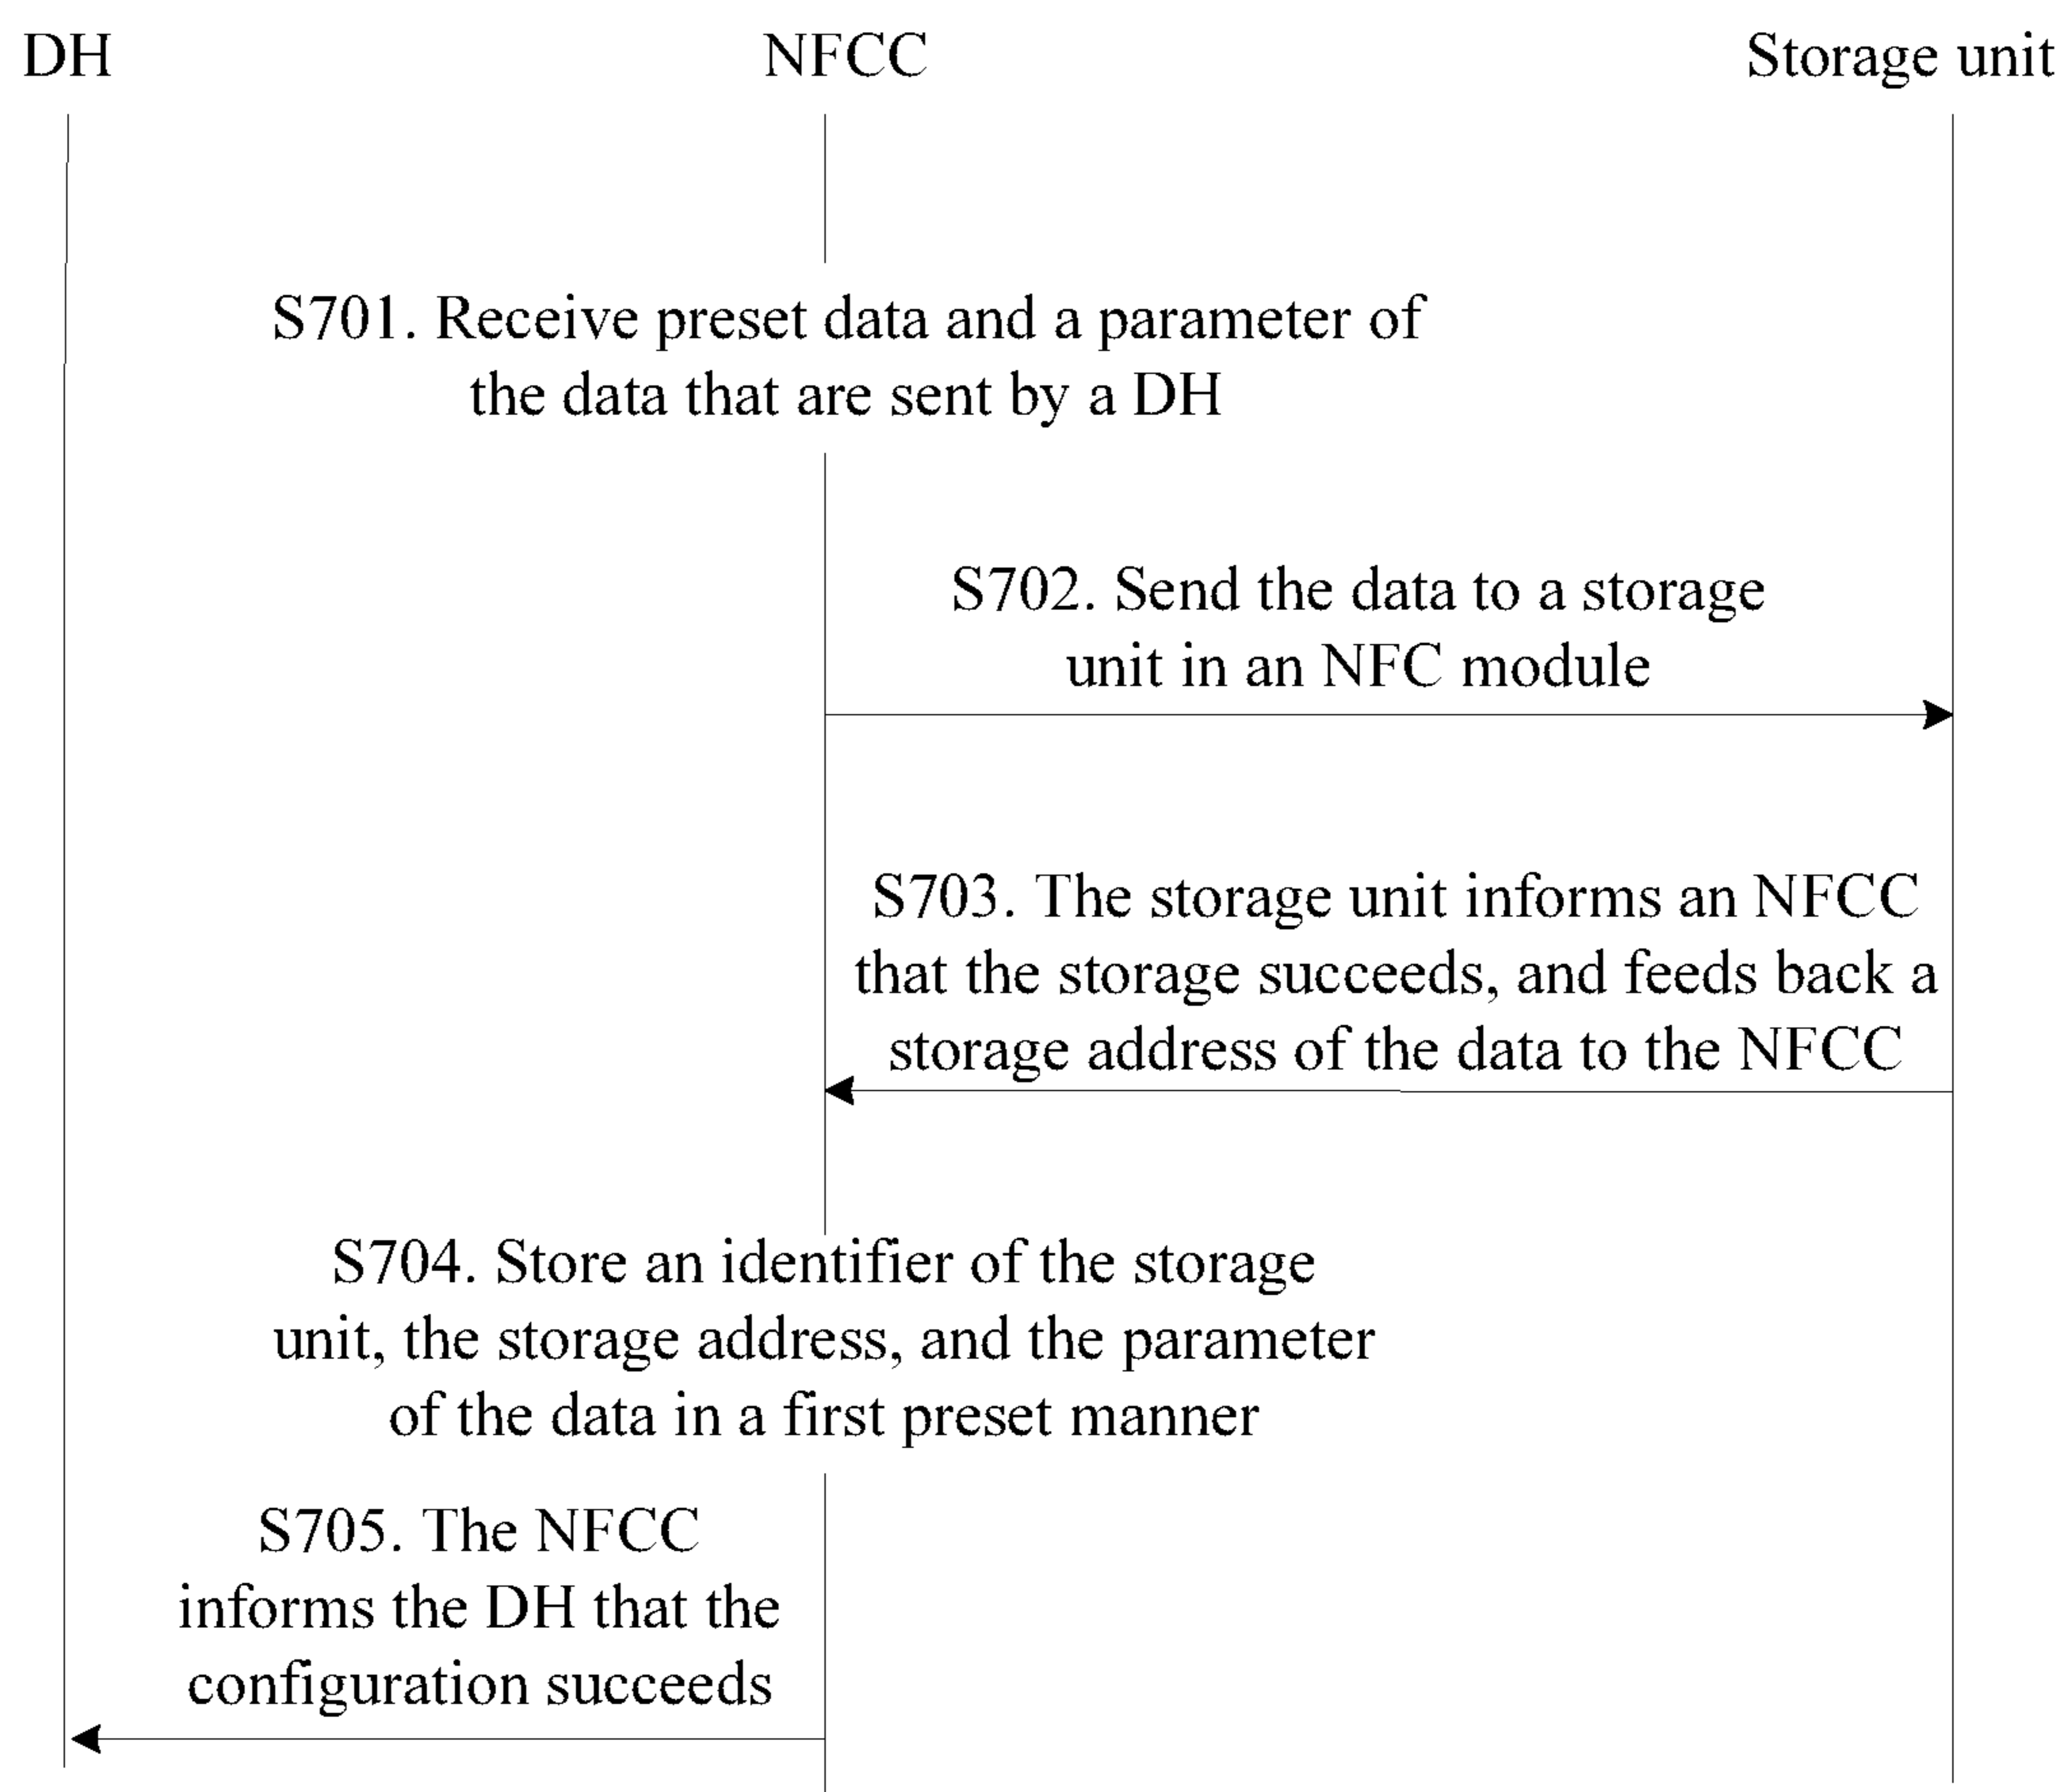 DH
NFCC
Storage unit
S701. Receive preset data and a parameter of
the data that are sent by a DH
S702. Send the data to a storage
unit in an NFC module
S703. The storage unit informs an NFCC
that the storage succeeds, and feeds back a
storage address of the data to the NFCC
S704. Store an identifier of the storage
unit, the storage address, and the parameter
of the data in a first preset manner
S705. The NFCC
informs the DH that the
configuration succeeds